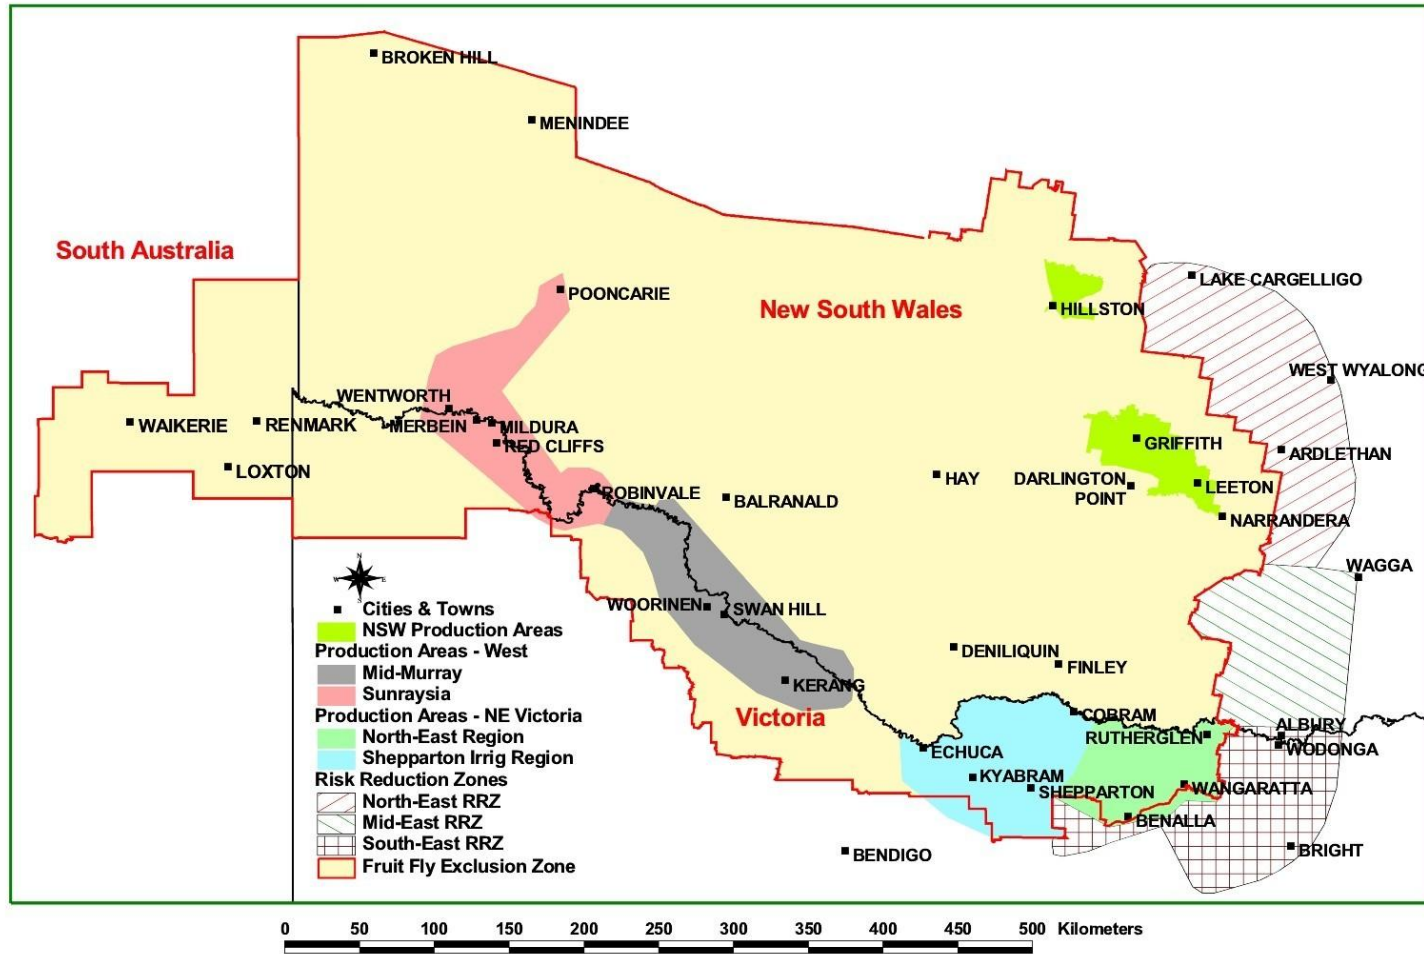 BROKEN HILL
MENINDEE
South Australia
POONCARIE
New South Wales
HILLSTON
LAKE CARGELLIGO
WEST WYALONG
WENTWORTH
WAIKERIE
RENMARK
MERBEIN
MILDURA
RED CLIFFS
LOXTON
GRIFFITH
ARDLETHAN
HAY
DARLINGTON
POINT
LEETON
ROBINVALE
BALRANALD
NARRANDERA
WAGGA
N
W E
S
Cities & Towns
NSW Production Areas
Production Areas - West
Mid-Murray
Sunraysia
Production Areas - NE Victoria
North-East Region
Shepparton Irrig Region
Risk Reduction Zones
North-East RRZ
Mid-East RRZ
South-East RRZ
Fruit Fly Exclusion Zone
WOORINEN
SWAN HILL
DENILIQUIN
FINLEY
KERANG
Victoria
COBRAM
ALBURY
RUTHERGLEN
WODONGA
ECHUCA
KYABRAM
SHEPPARTON
WANGARATTA
BENALLA
BENDIGO
BRIGHT
0 50 100 150 200 250 300 350 400 450 500 Kilometers